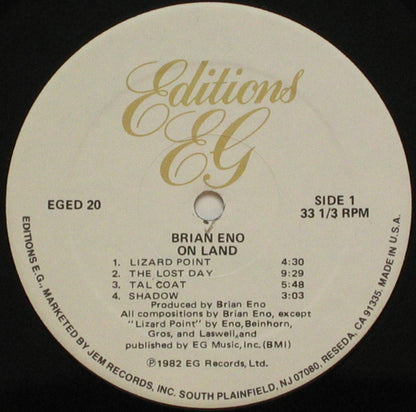 Editions
EG
EGED 20
SIDE 1
33 1/3 RPM
BRIAN ENO
ON LAND
1. LIZARD POINT 4:30
2. THE LOST DAY 9:29
3. TAL COAT 5:48
4. SHADOW 3:03
Produced by Brian Eno
All compositions by Brian Eno, except
"Lizard Point" by Eno, Beinhorn,
Gros, and Laswell,and
published by EG Music, Inc.(BMI)
℗1982 EG Records, Ltd.
EDITIONS E.G., MARKETED BY JEM RECORDS, INC. SOUTH PLAINFIELD, NJ 07080, RESEDA, CA 91335. MADE IN U.S.A.